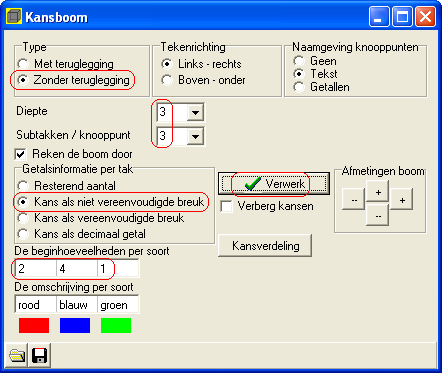 Kansboom
Type
Met teruglegging
Zonder teruglegging
Tekenrichting
Links - rechts
Boven - onder
Naamgeving knooppunten
Geen
Tekst
Getallen
Diepte
3
Subtakken / knooppunt
3
Reken de boom door
Getalsinformatie per tak
Resterend aantal
Kans als niet vereenvoudigde breuk
Kans als vereenvoudigde breuk
Kans als decimaal getal
Verwerk
Verberg kansen
Kansverdeling
Afmetingen boom
+
-- +
--
De beginhoeveelheden per soort
2 4 1
De omschrijving per soort
rood blauw groen